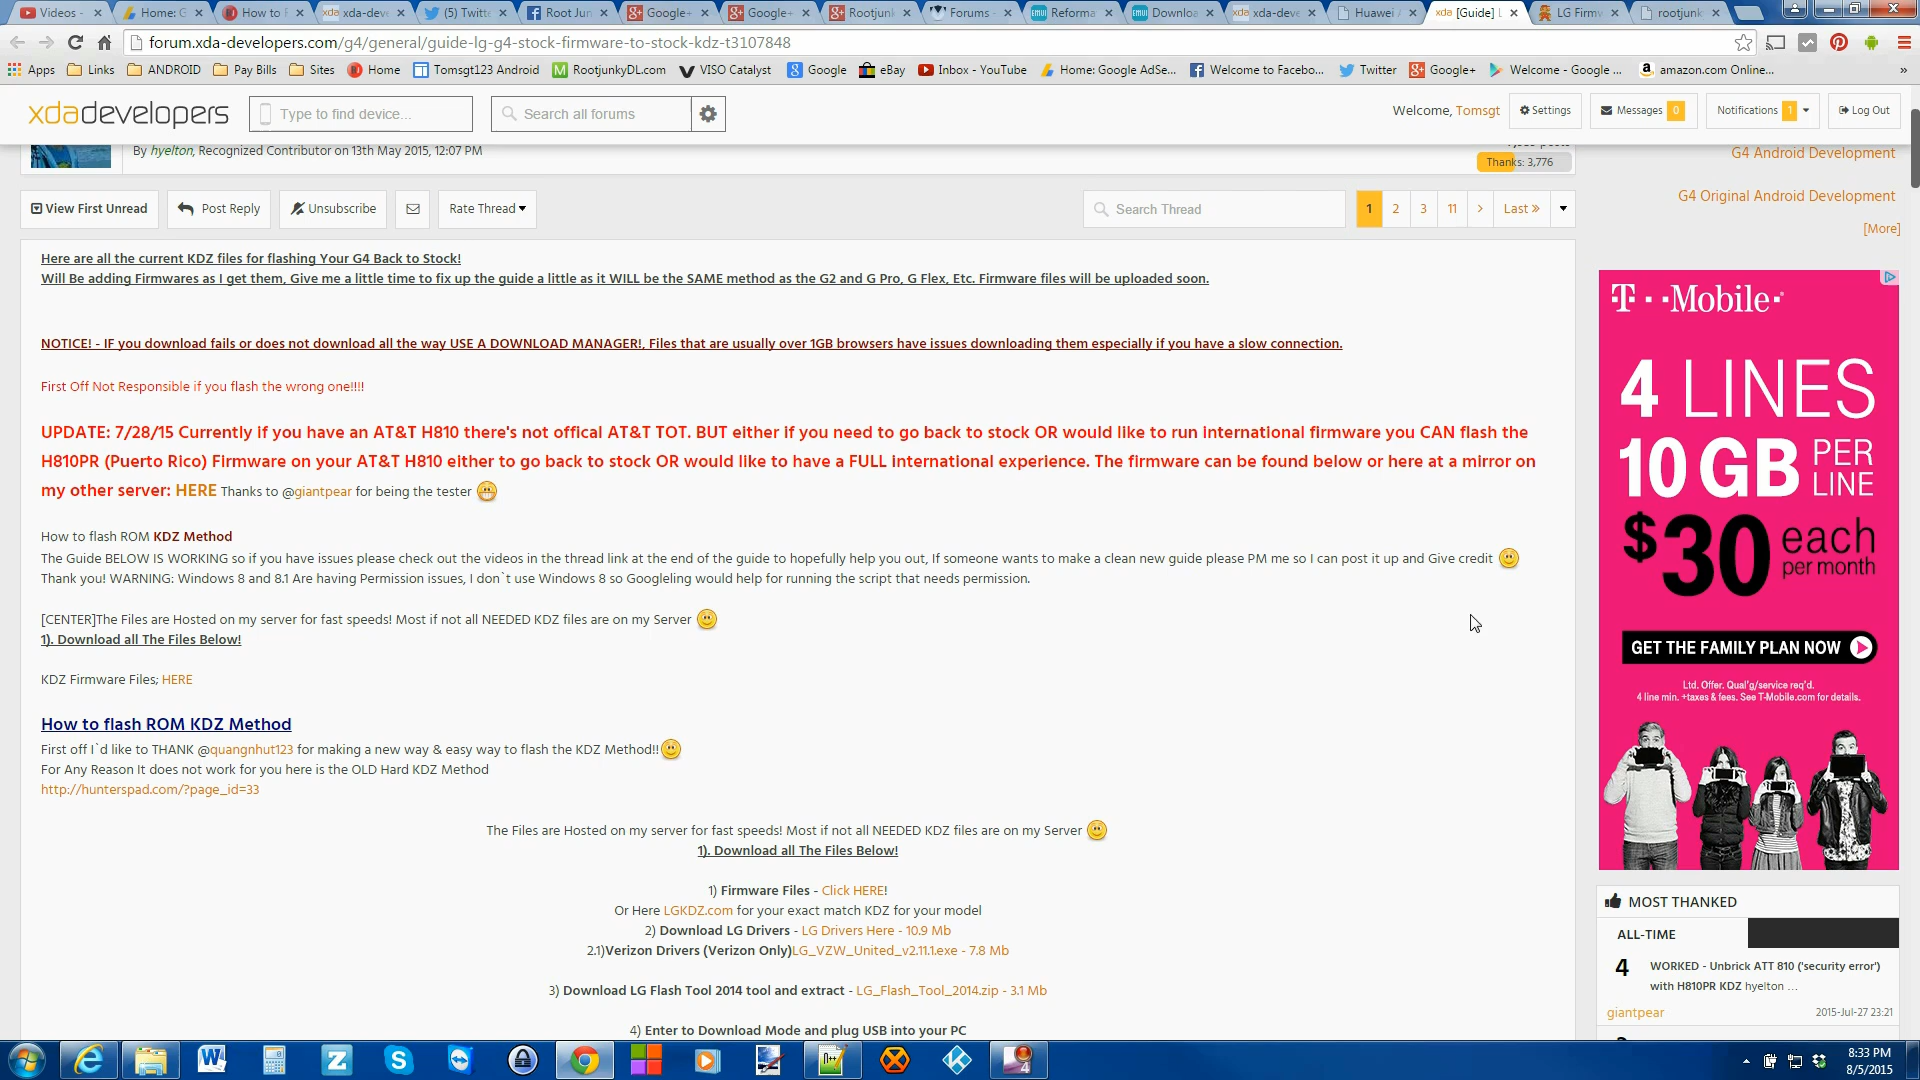 Videos -
Home: G
How to F
xda-deve
(5) Twitt
Root Jun
Google+
Google+
Rootjunk
Forums -
Reforma
Downloa
xda-deve
Huawei A
[Guide] L
LG Firmv
rootjunk
forum.xda-developers.com/g4/general/guide-lg-g4-stock-firmware-to-stock-kdz-t3107848
Apps
Links
ANDROID
Pay Bills
Sites
Home
Tomsgt123 Android
RootjunkyDL.com
VISO Catalyst
Google
eBay
Inbox - YouTube
Home: Google AdSe...
Welcome to Facebo...
Twitter
Google+
Welcome - Google ...
amazon.com Online...
»
xdadevelopers
Type to find device...
Search all forums
Welcome, Tomsgt
Settings
Messages 0
Notifications 1
Log Out
By hyelton, Recognized Contributor on 13th May 2015, 12:07 PM
Thanks: 3,776
View First Unread
Post Reply
Unsubscribe
Rate Thread
Search Thread
1 2 3 11 > Last »
G4 Android Development
G4 Original Android Development
[More]
Here are all the current KDZ files for flashing Your G4 Back to Stock!
Will Be adding Firmwares as I get them, Give me a little time to fix up the guide a little as it WILL be the SAME method as the G2 and G Pro, G Flex, Etc. Firmware files will be uploaded soon.
NOTICE! - IF you download fails or does not download all the way USE A DOWNLOAD MANAGER!, Files that are usually over 1GB browsers have issues downloading them especially if you have a slow connection.
First Off Not Responsible if you flash the wrong one!!!!
UPDATE: 7/28/15 Currently if you have an AT&T H810 there's not offical AT&T TOT. BUT either if you need to go back to stock OR would like to run international firmware you CAN flash the
H810PR (Puerto Rico) Firmware on your AT&T H810 either to go back to stock OR would like to have a FULL international experience. The firmware can be found below or here at a mirror on
my other server: HERE Thanks to @giantpear for being the tester
How to flash ROM KDZ Method
The Guide BELOW IS WORKING so if you have issues please check out the videos in the thread link at the end of the guide to hopefully help you out, If someone wants to make a clean new guide please PM me so I can post it up and Give credit
Thank you! WARNING: Windows 8 and 8.1 Are having Permission issues, I don`t use Windows 8 so Googleling would help for running the script that needs permission.
[CENTER]The Files are Hosted on my server for fast speeds! Most if not all NEEDED KDZ files are on my Server
1). Download all The Files Below!
KDZ Firmware Files; HERE
How to flash ROM KDZ Method
First off I`d like to THANK @quangnhut123 for making a new way & easy way to flash the KDZ Method!!
For Any Reason It does not work for you here is the OLD Hard KDZ Method
http://hunterspad.com/?page_id=33
The Files are Hosted on my server for fast speeds! Most if not all NEEDED KDZ files are on my Server
1). Download all The Files Below!
1) Firmware Files - Click HERE!
Or Here LGKDZ.com for your exact match KDZ for your model
2) Download LG Drivers - LG Drivers Here - 10.9 Mb
2.1)Verizon Drivers (Verizon Only)LG_VZW_United_v2.11.1.exe - 7.8 Mb
3) Download LG Flash Tool 2014 tool and extract - LG_Flash_Tool_2014.zip - 3.1 Mb
4) Enter to Download Mode and plug USB into your PC
T··Mobile·
4 LINES
10 GB PER LINE
$30 each per month
GET THE FAMILY PLAN NOW
Ltd. Offer. Qual'g/service req'd.
4 line min. +taxes & fees. See T-Mobile.com for details.
MOST THANKED
ALL-TIME
4 WORKED - Unbrick ATT 810 ('security error')
with H810PR KDZ hyelton ...
giantpear 2015-Jul-27 23:21
8:33 PM
8/5/2015